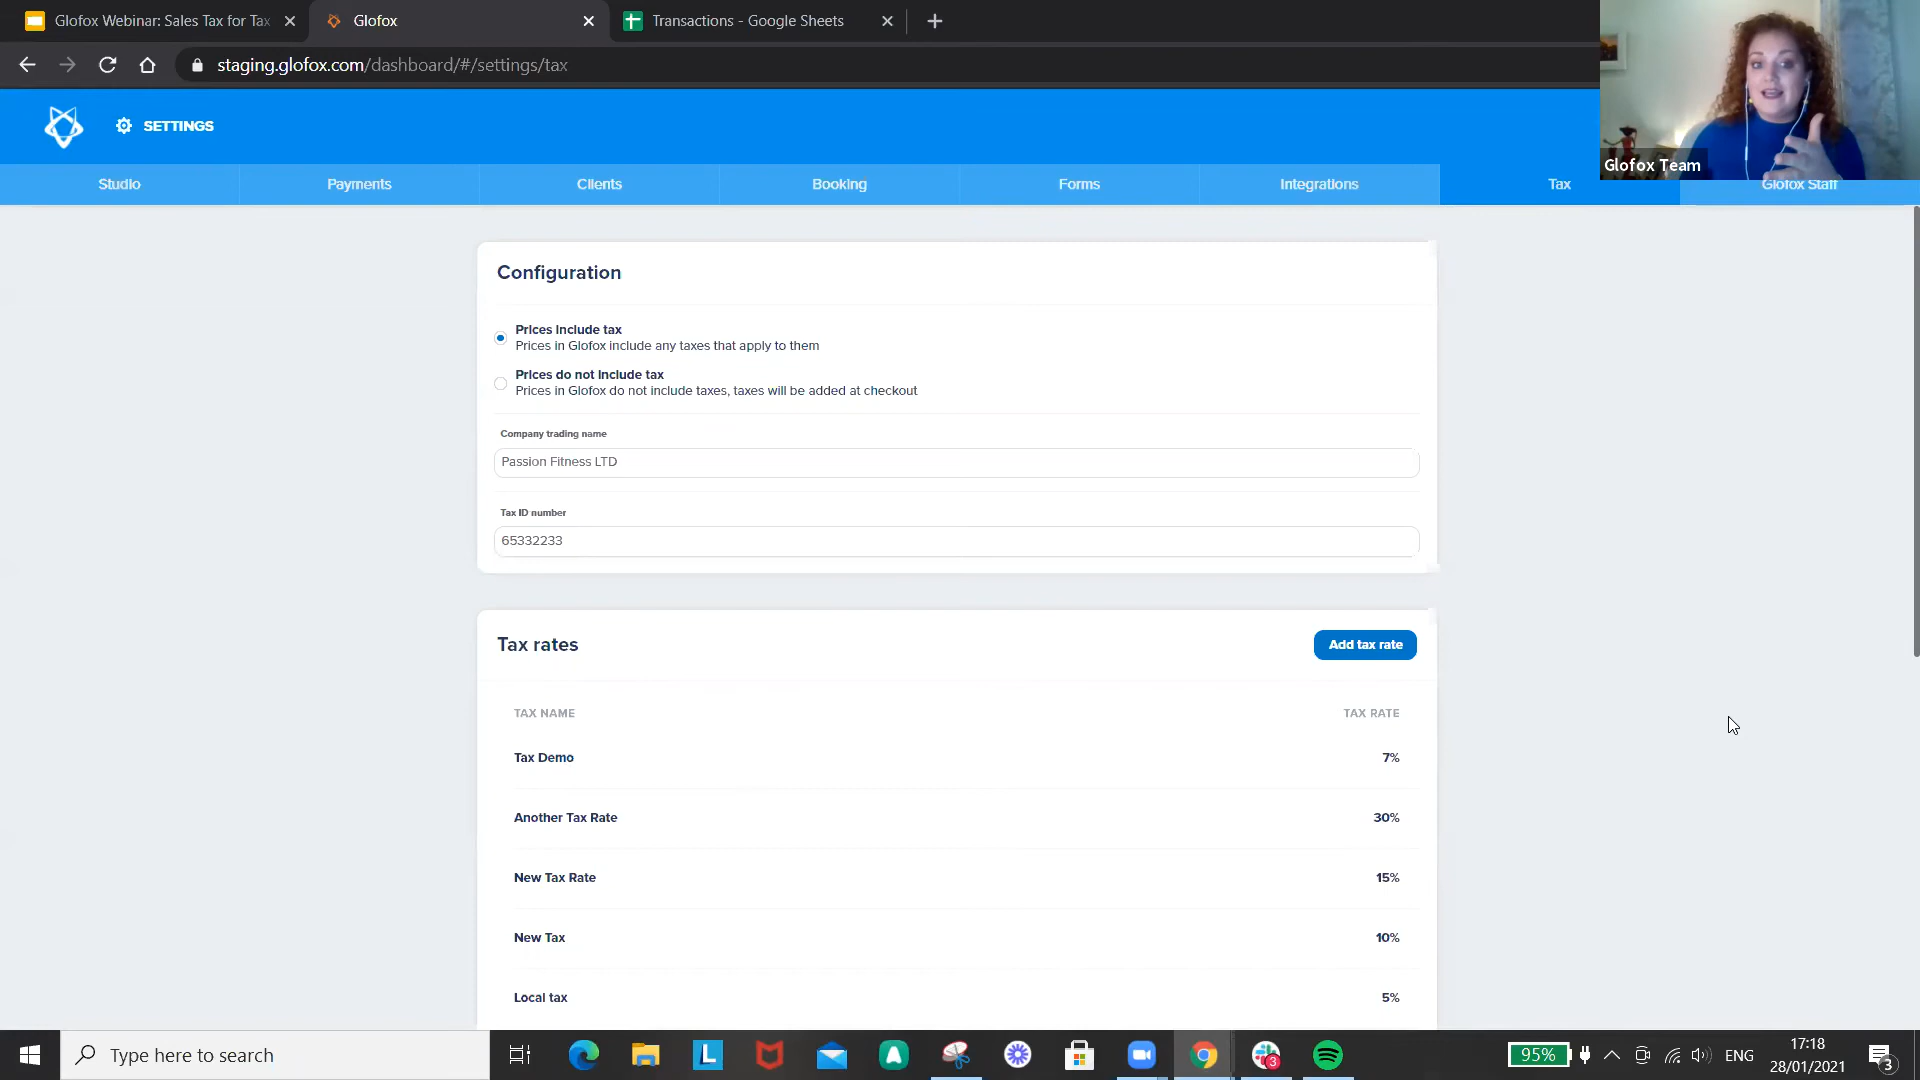 Glofox Webinar: Sales Tax for Tax
Glofox
Transactions - Google Sheets
staging.glofox.com/dashboard/#/settings/tax
SETTINGS
Glofox Team
Studio
Payments
Clients
Booking
Forms
Integrations
Tax
Glofox Staff
Configuration
Prices include tax
Prices in Glofox include any taxes that apply to them
Prices do not include tax
Prices in Glofox do not include taxes, taxes will be added at checkout
Company trading name
Passion Fitness LTD
Tax ID number
65332233
Tax rates
Add tax rate
TAX NAME
TAX RATE
Tax Demo
7%
Another Tax Rate
30%
New Tax Rate
15%
New Tax
10%
Local tax
5%
Type here to search
L
A
3
95%
ENG
17:18
28/01/2021
3